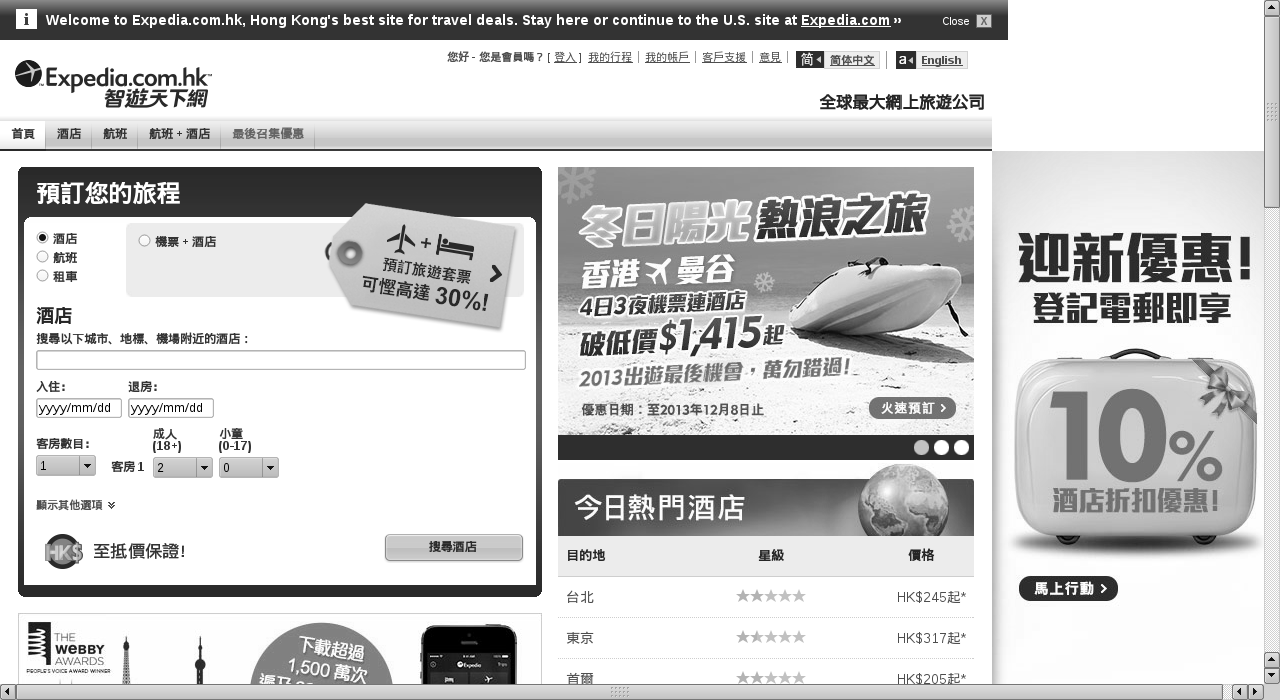 Welcome to Expedia.com.hk, Hong Kong's best site for travel deals. Stay here or continue to the U.S. site at Expedia.com ››
Close X
您好 - 您是會員嗎？[ 登入 ] 我的行程 | 我的帳戶 | 客戶支援 | 意見 | 简 简体中文 | a English
Expedia.com.hk™
智遊天下網
全球最大網上旅遊公司
首頁 酒店 航班 航班 + 酒店 最後召集優惠
預訂您的旅程
酒店
航班
租車
機票 + 酒店
預訂旅遊套票
可慳高達 30%!
酒店
搜尋以下城市、地標、機場附近的酒店：
入住: 退房:
yyyy/mm/dd yyyy/mm/dd
客房數目: 成人 (18+) 小童 (0-17)
1 客房 1 2 0
顯示其他選項
HK$ 至抵價保證!
搜尋酒店
THE WEBBY AWARDS
PEOPLE'S VOICE AWARD WINNER
下載超過
1,500 萬次
Expedia
Trips
冬日陽光 熱浪之旅
香港 曼谷
4日3夜機票連酒店
破低價$1,415起
2013出遊最後機會，萬勿錯過!
優惠日期：至2013年12月8日止
火速預訂
今日熱門酒店
目的地 星級 價格
台北 HK$245起*
東京 HK$317起*
首爾 HK$205起*
迎新優惠!
登記電郵即享
10%
酒店折扣優惠!
馬上行動